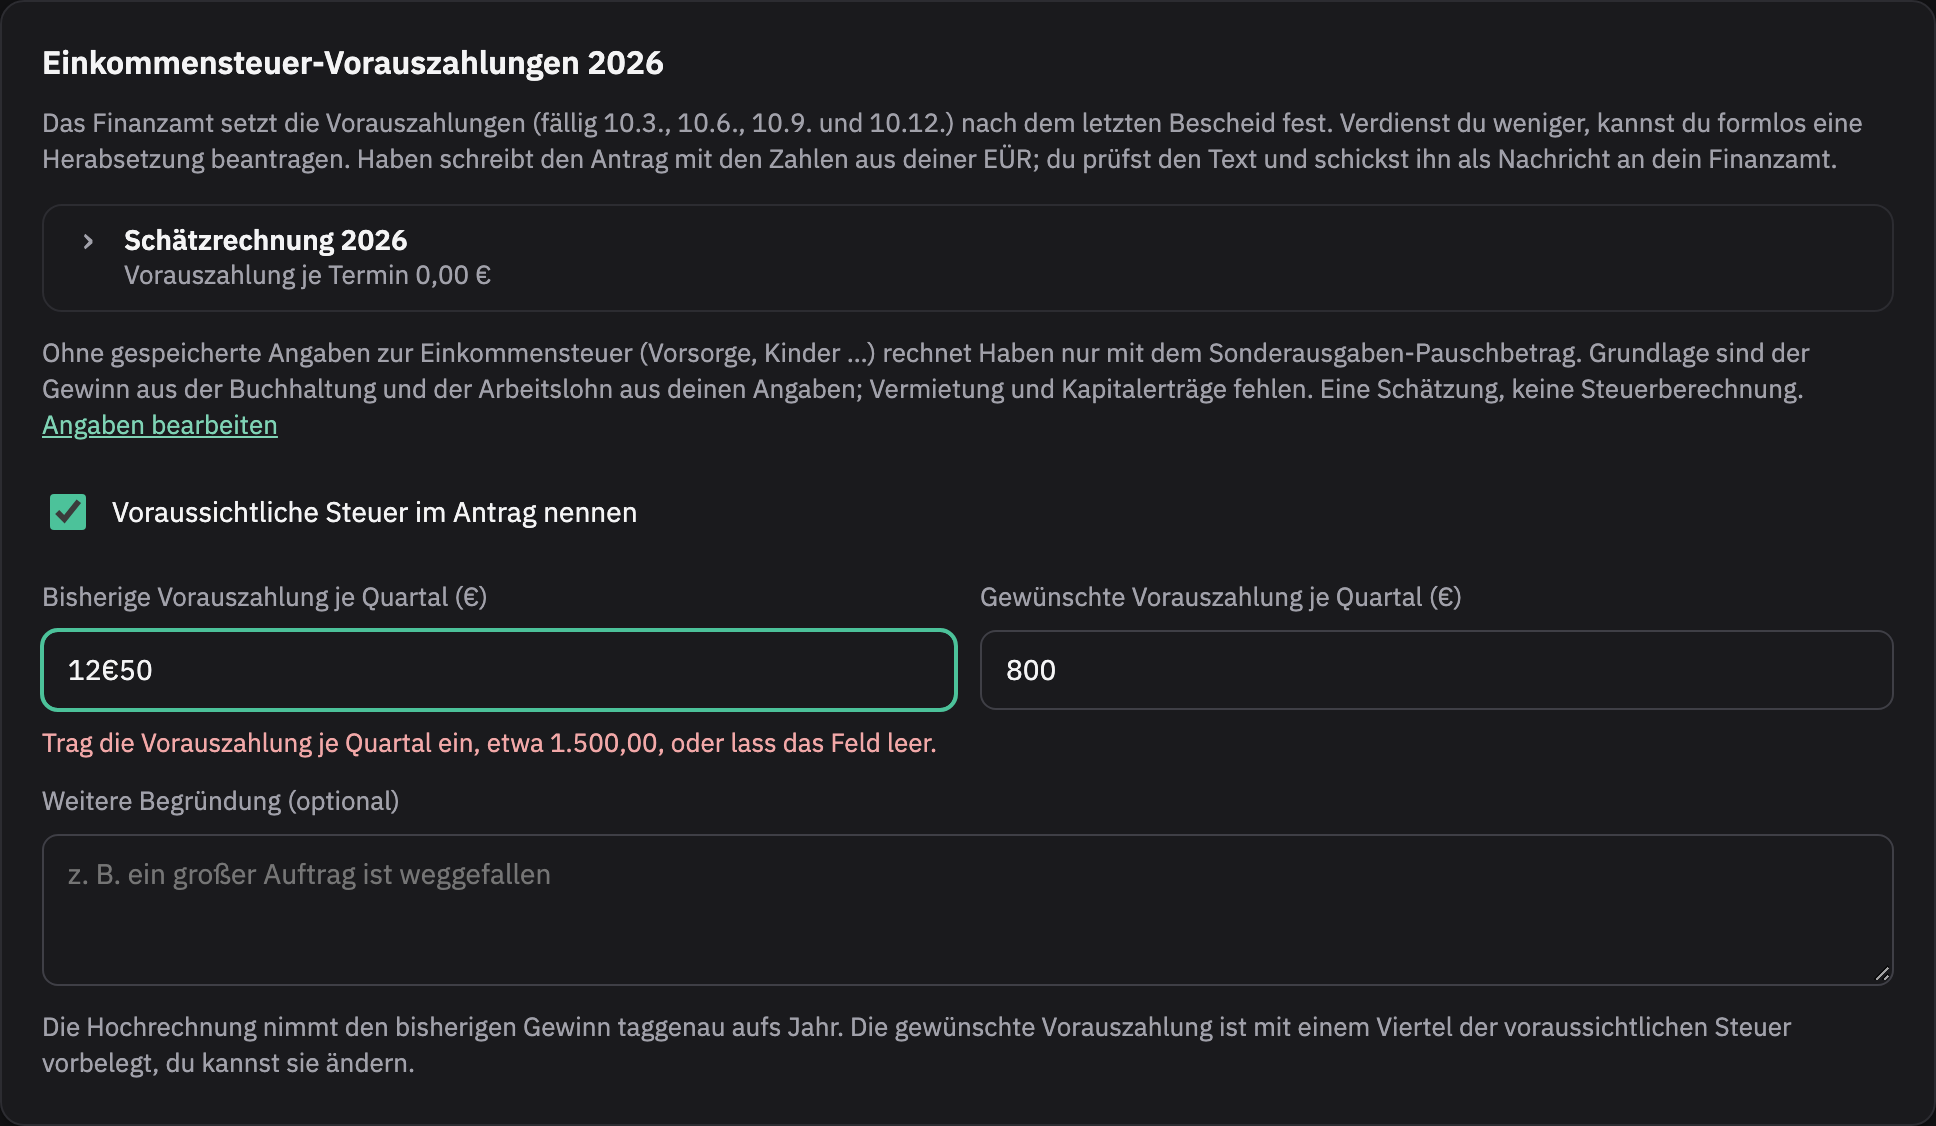 Einkommensteuer-Vorauszahlungen 2026
Das Finanzamt setzt die Vorauszahlungen (fällig 10.3., 10.6., 10.9. und 10.12.) nach dem letzten Bescheid fest. Verdienst du weniger, kannst du formlos eine
Herabsetzung beantragen. Haben schreibt den Antrag mit den Zahlen aus deiner EÜR; du prüfst den Text und schickst ihn als Nachricht an dein Finanzamt.
Schätzrechnung 2026
Vorauszahlung je Termin 0,00 €
Ohne gespeicherte Angaben zur Einkommensteuer (Vorsorge, Kinder …) rechnet Haben nur mit dem Sonderausgaben-Pauschbetrag. Grundlage sind der
Gewinn aus der Buchhaltung und der Arbeitslohn aus deinen Angaben; Vermietung und Kapitalerträge fehlen. Eine Schätzung, keine Steuerberechnung.
Angaben bearbeiten
Voraussichtliche Steuer im Antrag nennen
Bisherige Vorauszahlung je Quartal (€)
Gewünschte Vorauszahlung je Quartal (€)
12€50
800
Trag die Vorauszahlung je Quartal ein, etwa 1.500,00, oder lass das Feld leer.
Weitere Begründung (optional)
z. B. ein großer Auftrag ist weggefallen
Die Hochrechnung nimmt den bisherigen Gewinn taggenau aufs Jahr. Die gewünschte Vorauszahlung ist mit einem Viertel der voraussichtlichen Steuer
vorbelegt, du kannst sie ändern.